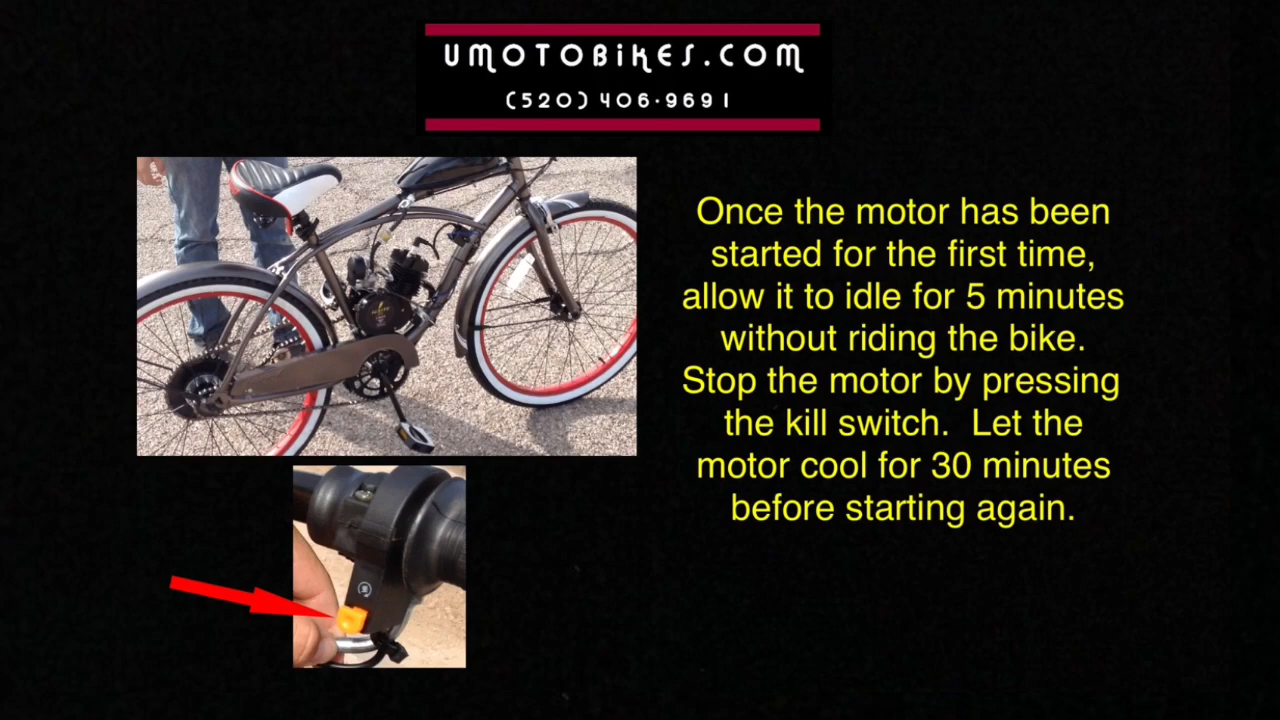 UMOTOBIKES.COM
(520) 406-9691
Once the motor has been
started for the first time,
allow it to idle for 5 minutes
without riding the bike.
Stop the motor by pressing
the kill switch.  Let the
motor cool for 30 minutes
before starting again.